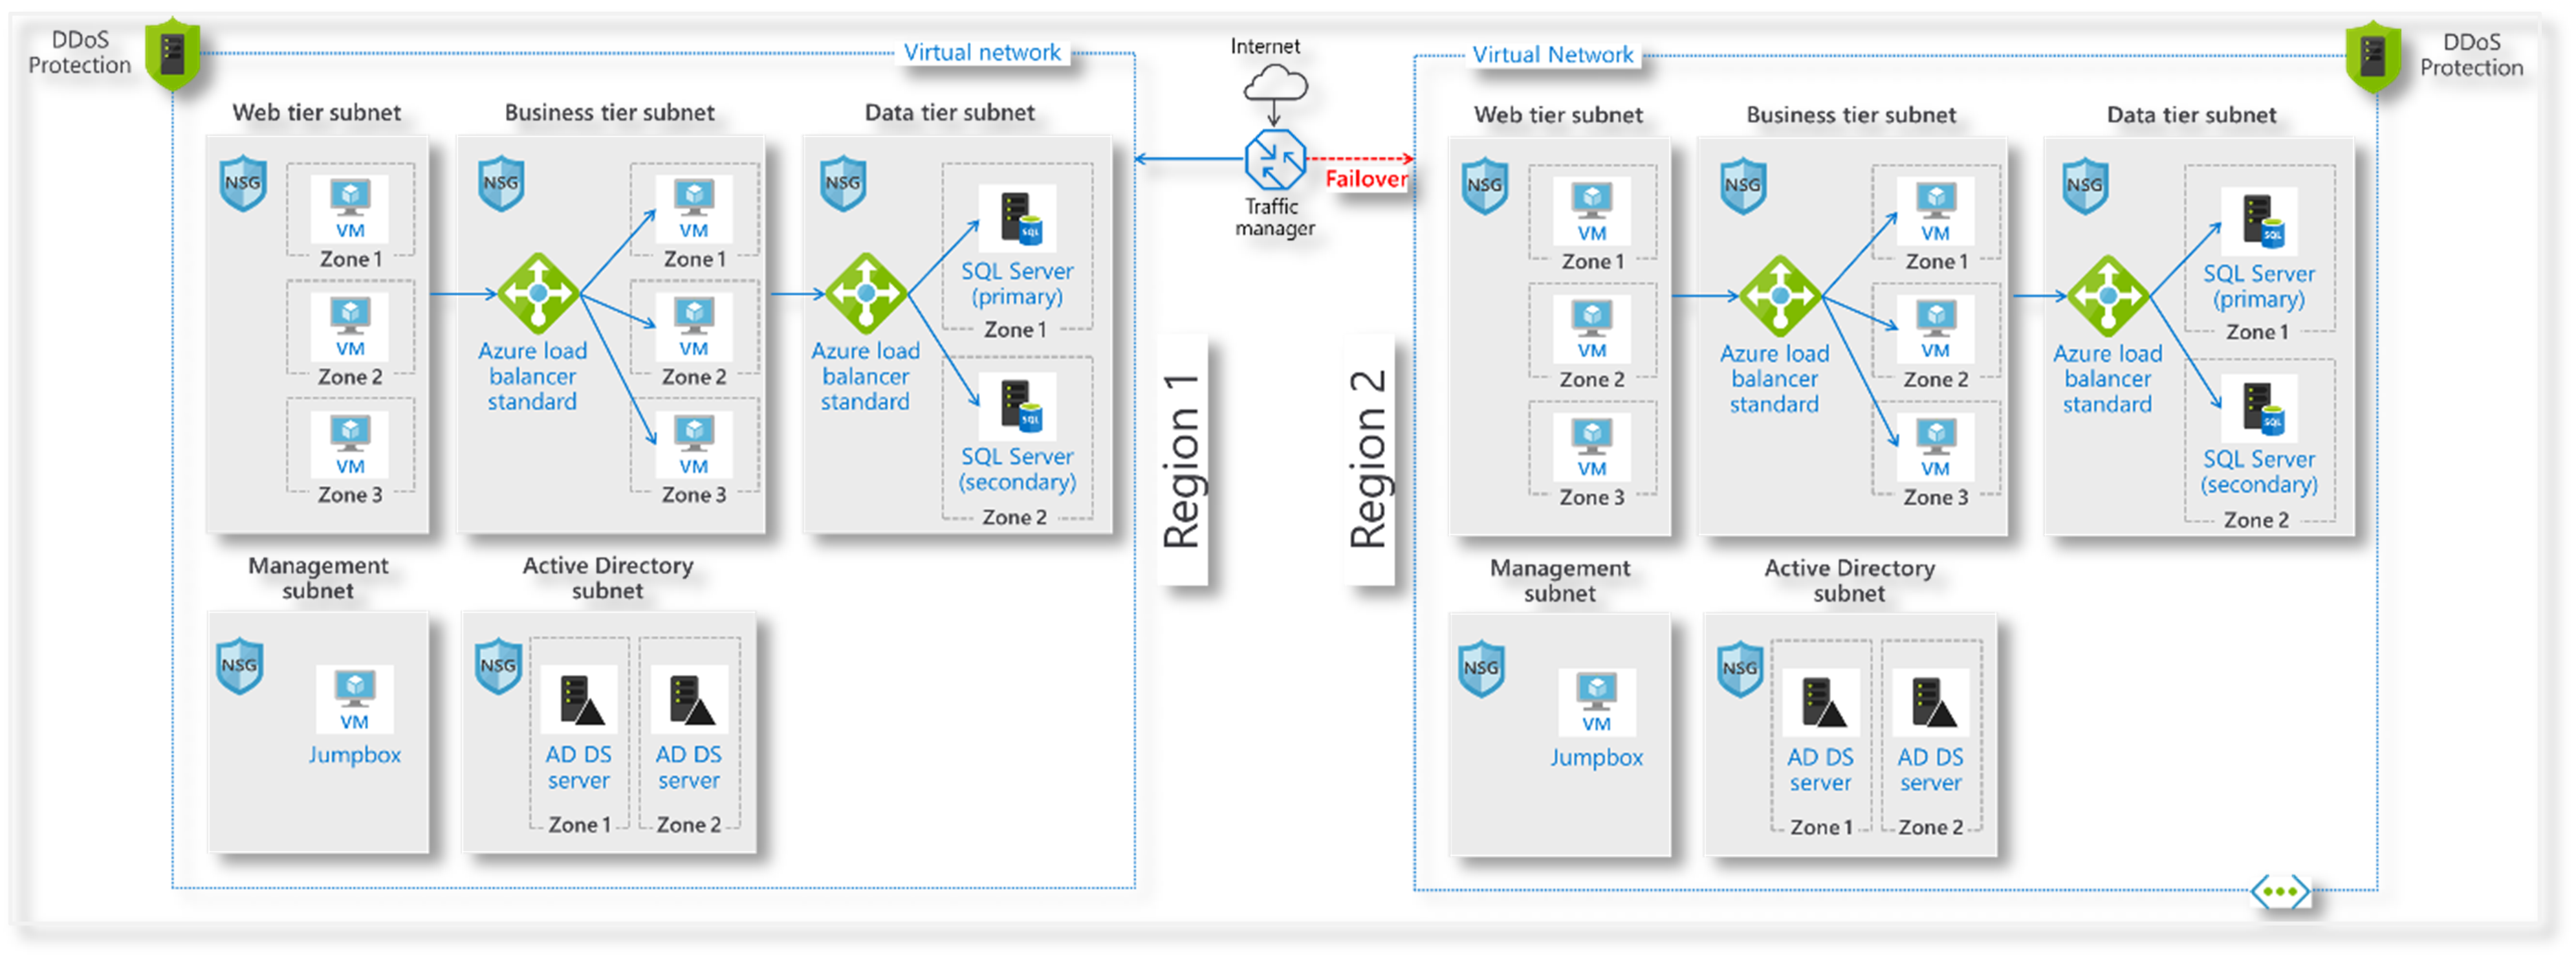 DDoS
Protection
Virtual network
Web tier subnet
Business tier subnet
Data tier subnet
NSG
VM
Zone 1
VM
Zone 2
VM
Zone 3
NSG
Azure load
balancer
standard
VM
Zone 1
VM
Zone 2
VM
Zone 3
NSG
Azure load
balancer
standard
SQL
SQL Server
(primary)
Zone 1
SQL
SQL Server
(secondary)
Zone 2
Management
subnet
NSG
VM
Jumpbox
Active Directory
subnet
NSG
AD DS
server
Zone 1
AD DS
server
Zone 2
Region 1
Internet
Traffic
manager
Failover
Region 2
Virtual Network
DDoS
Protection
Web tier subnet
Business tier subnet
Data tier subnet
NSG
VM
Zone 1
VM
Zone 2
VM
Zone 3
NSG
Azure load
balancer
standard
VM
Zone 1
VM
Zone 2
VM
Zone 3
NSG
Azure load
balancer
standard
SQL
SQL Server
(primary)
Zone 1
SQL
SQL Server
(secondary)
Zone 2
Management
subnet
NSG
VM
Jumpbox
Active Directory
subnet
NSG
AD DS
server
Zone 1
AD DS
server
Zone 2